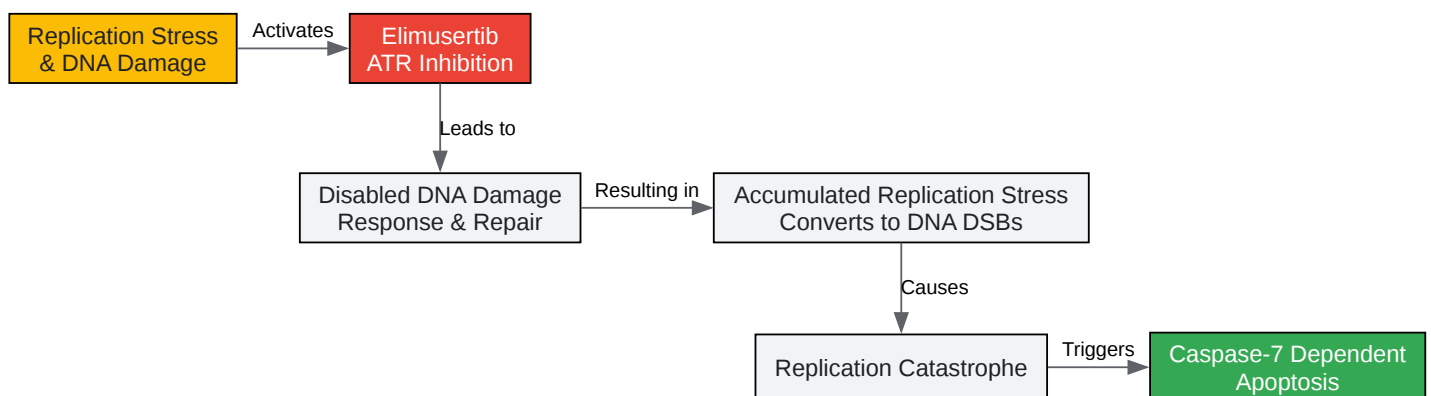 Replication Stress
& DNA Damage
Activates
Elimusertib
ATR Inhibition
Leads to
Disabled DNA Damage
Response & Repair
Resulting in
Accumulated Replication Stress
Converts to DNA DSBs
Causes
Replication Catastrophe
Triggers
Caspase-7 Dependent
Apoptosis